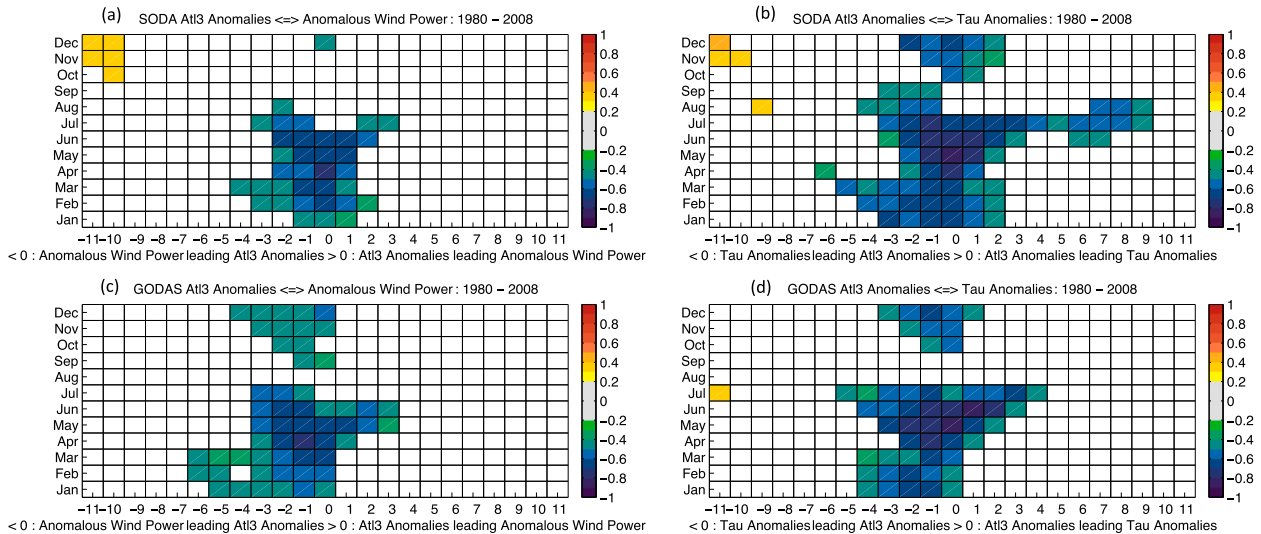 (a)
SODA Atl3 Anomalies <=> Anomalous Wind Power : 1980 − 2008
Dec
Nov
Oct
Sep
Aug
Jul
Jun
May
Apr
Mar
Feb
Jan
−11 −10 −6 −5 −4 −3 −2 −1 0 1 2 3 4 5 6 7 8 9 10 11
< 0 : Anomalous Wind Power leading Atl3 Anomalies > 0 : Atl3 Anomalies leading Anomalous Wind Power
1
0.8
0.6
0.4
0.2
0
−0.2
−0.4
−0.6
−0.8
−1
(b)
SODA Atl3 Anomalies <=> Tau Anomalies : 1980 − 2008
Dec
Nov
Oct
Sep
Aug
Jul
Jun
May
Apr
Mar
Feb
Jan
−11 −10 −9 −6 −5 −4 −3 −2 −1 0 1 2 3 4 5 6 7 8 9 10 11
< 0 : Tau Anomalies leading Atl3 Anomalies > 0 : Atl3 Anomalies leading Tau Anomalies
1
0.8
0.6
0.4
0.2
0
−0.2
−0.4
−0.6
−0.8
−1
(c)
GODAS Atl3 Anomalies <=> Anomalous Wind Power : 1980 − 2008
Dec
Nov
Oct
Sep
Aug
Jul
Jun
May
Apr
Mar
Feb
Jan
−11 −10 −9 −8 −7 −6 −5 −4 −3 −2 −1 0 1 2 3 4 5 6 7 8 9 10 11
< 0 : Anomalous Wind Power leading Atl3 Anomalies > 0 : Atl3 Anomalies leading Anomalous Wind Power
1
0.8
0.6
0.4
0.2
0
−0.2
−0.4
−0.6
−0.8
−1
(d)
GODAS Atl3 Anomalies <=> Tau Anomalies : 1980 − 2008
Dec
Nov
Oct
Sep
Aug
Jul
Jun
May
Apr
Mar
Feb
Jan
−11 −10 −9 −8 −7 −6 −5 −4 −3 −2 −1 0 1 2 3 4 5 6 7 8 9 10 11
< 0 : Tau Anomalies leading Atl3 Anomalies > 0 : Atl3 Anomalies leading Tau Anomalies
1
0.8
0.6
0.4
0.2
0
−0.2
−0.4
−0.6
−0.8
−1